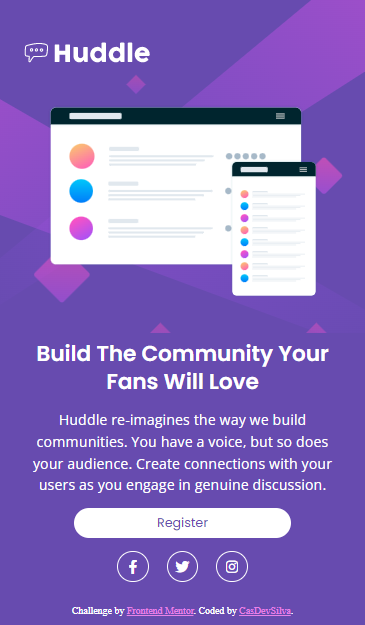 Huddle
Build The Community Your
Fans Will Love
Huddle re-imagines the way we build
communities. You have a voice, but so does
your audience. Create connections with your
users as you engage in genuine discussion.
Register
Challenge by Frontend Mentor. Coded by CasDevSilva.